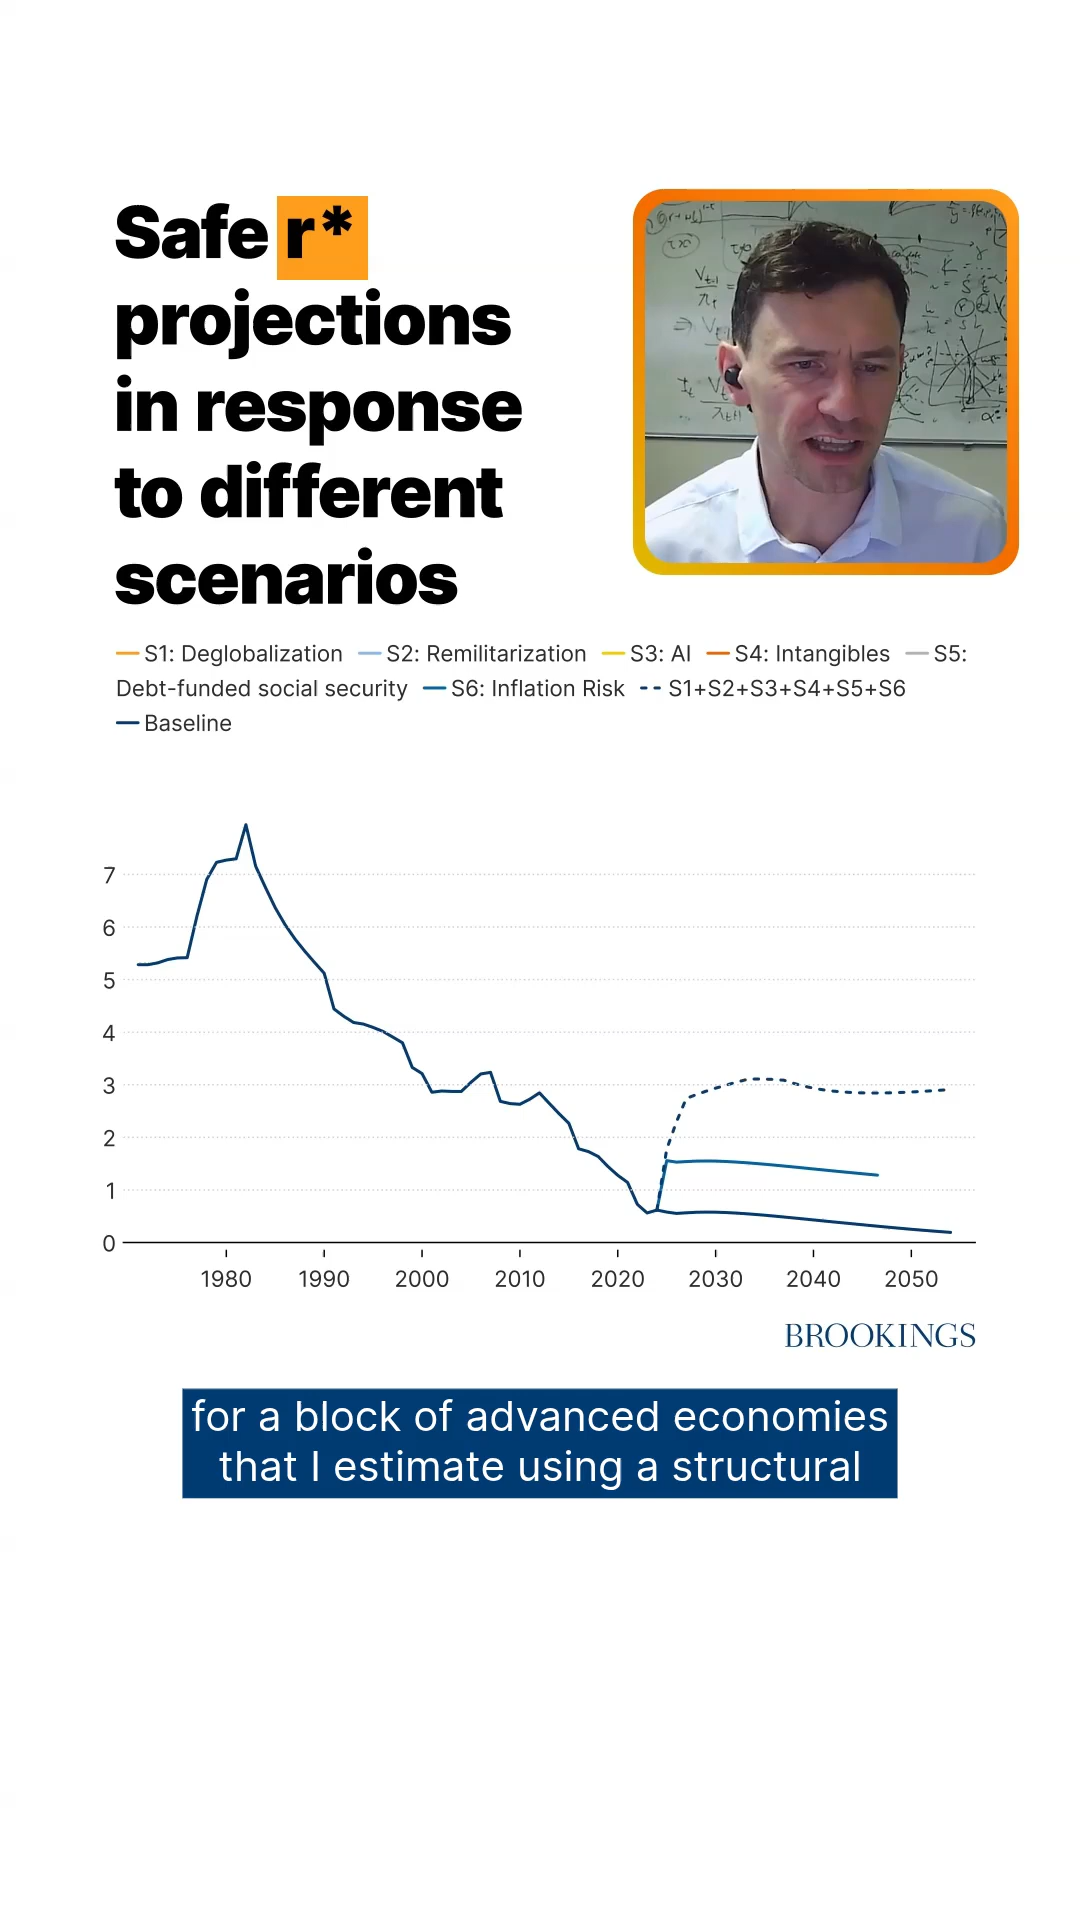 Safe r*
projections
in response
to different
scenarios
S1: Deglobalization S2: Remilitarization S3: AI S4: Intangibles S5:
Debt-funded social security S6: Inflation Risk S1+S2+S3+S4+S5+S6
Baseline
7
6
5
4
3
2
1
0
1980 1990 2000 2010 2020 2030 2040 2050
BROOKINGS
for a block of advanced economies
that I estimate using a structural